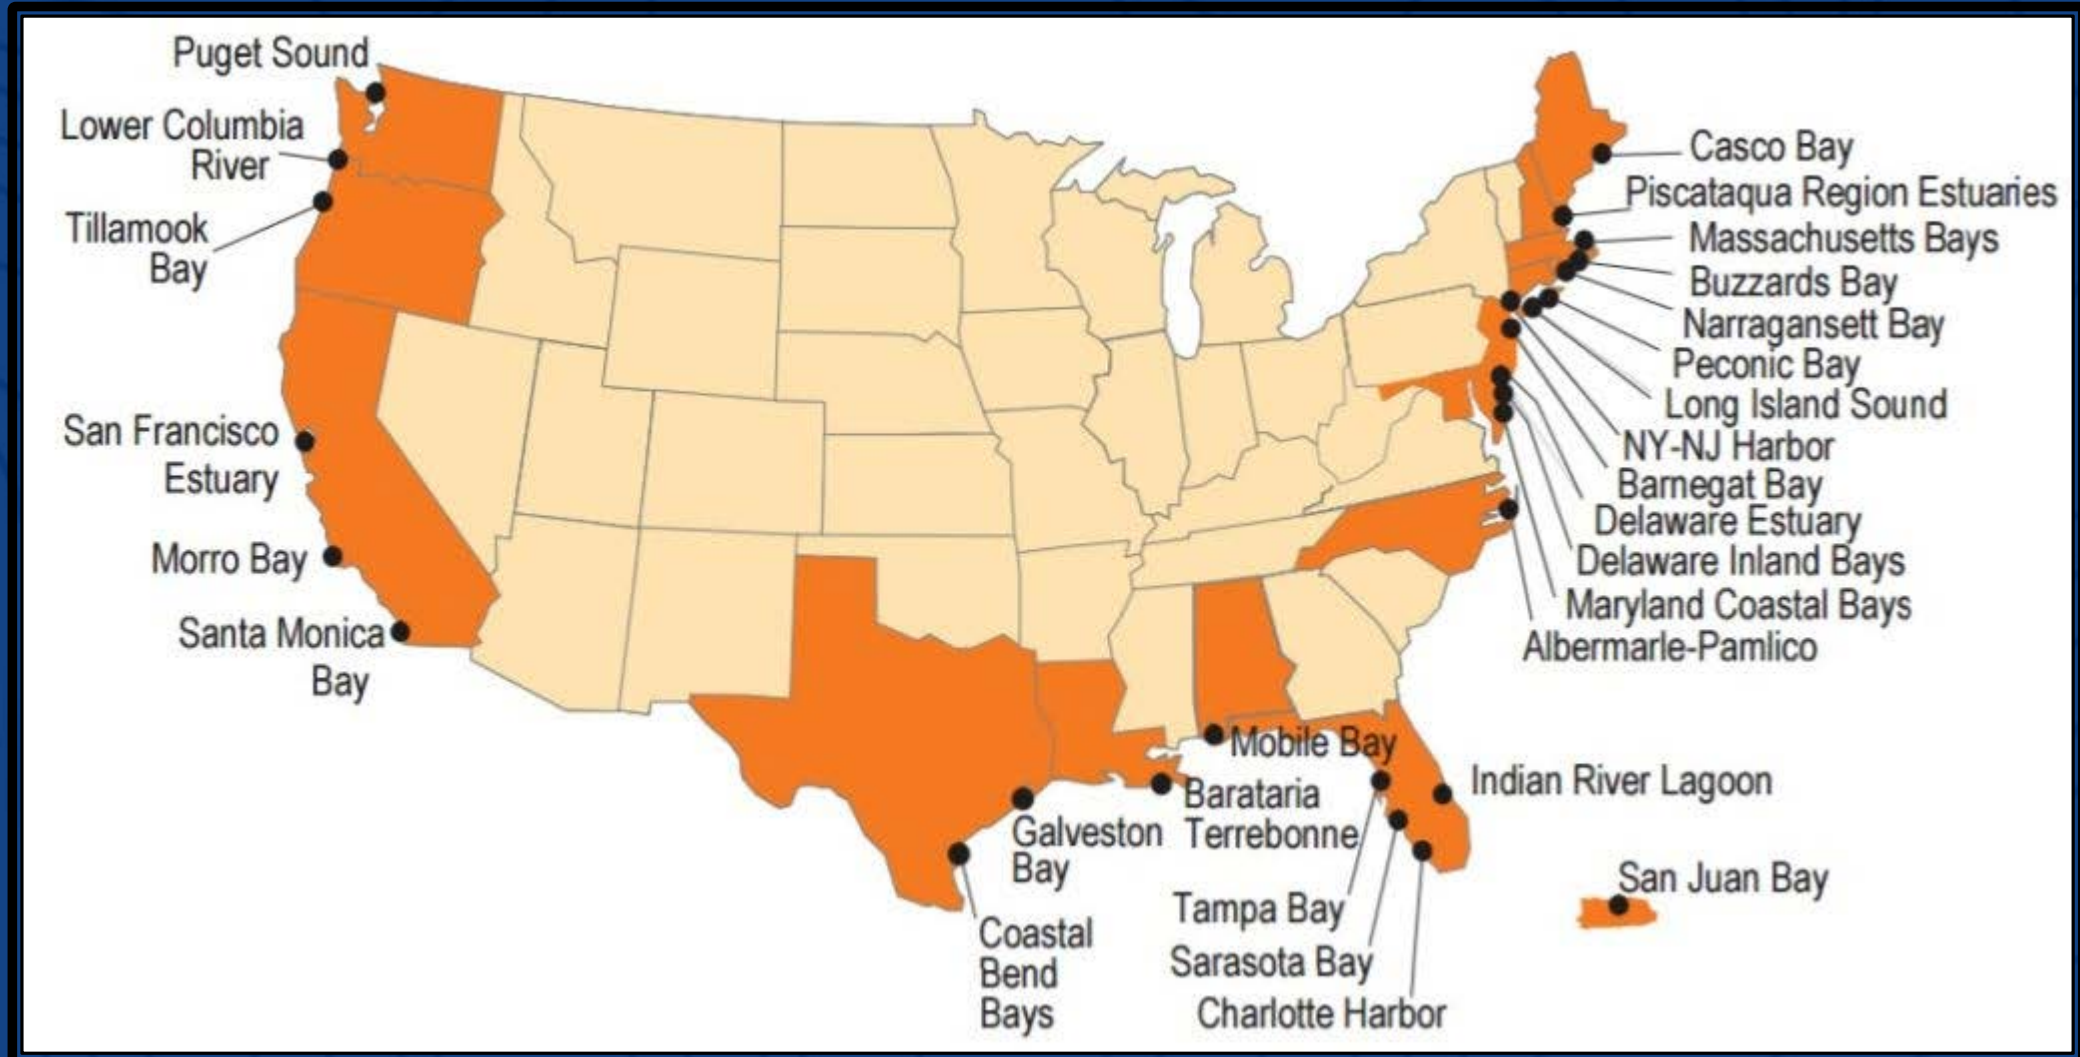 Puget Sound
Lower Columbia
River
Tillamook
Bay
San Francisco
Estuary
Morro Bay
Santa Monica
Bay
Casco Bay
Piscataqua Region Estuaries
Massachusetts Bays
Buzzards Bay
Narragansett Bay
Peconic Bay
Long Island Sound
NY-NJ Harbor
Barnegat Bay
Delaware Estuary
Delaware Inland Bays
Maryland Coastal Bays
Albermarle-Pamlico
Mobile Bay
Indian River Lagoon
Barataria
Terrebonne
Galveston
Bay
Coastal
Bend
Bays
Tampa Bay
Sarasota Bay
Charlotte Harbor
San Juan Bay